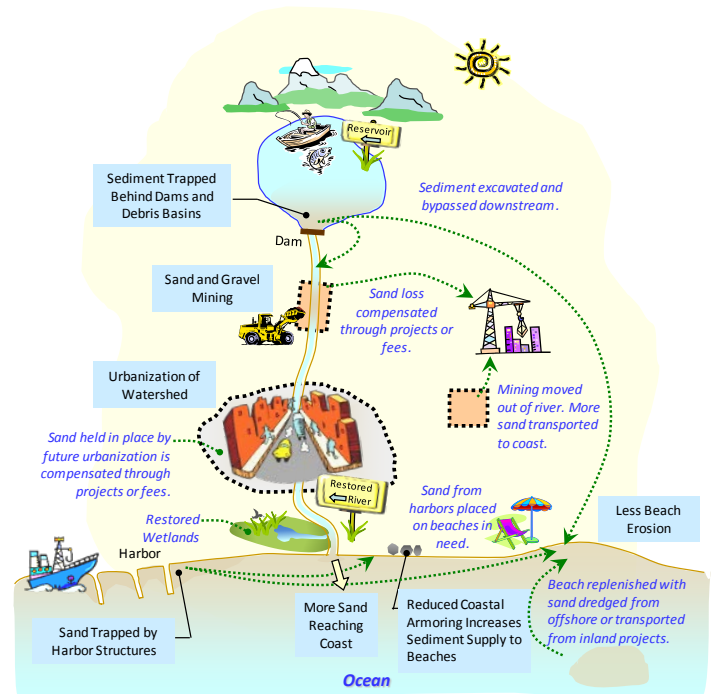 Reservoir
Sediment Trapped
Behind Dams and
Debris Basins
Sediment excavated and
bypassed downstream.
Dam
Sand and Gravel
Mining
Sand loss
compensated
through projects or
fees.
Urbanization of
Watershed
Mining moved
out of river. More
sand transported
to coast.
Sand held in place by
future urbanization is
compensated through
projects or fees.
Restored
River
Sand from
harbors placed
on beaches in
need.
Less Beach
Erosion
Restored
Wetlands
Harbor
Beach replenished with
sand dredged from
offshore or transported
from inland projects.
More Sand
Reaching
Coast
Reduced Coastal
Armoring Increases
Sediment Supply to
Beaches
Sand Trapped by
Harbor Structures
Ocean